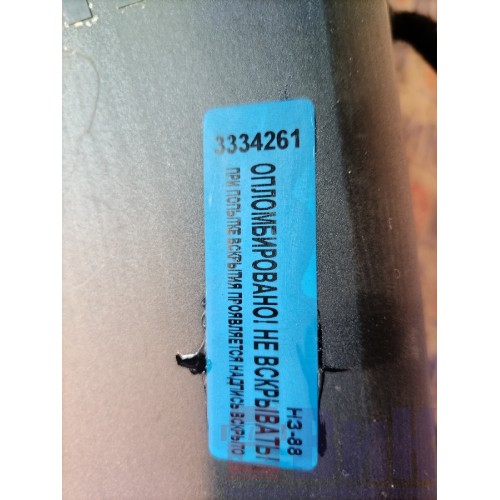 3334261
ОПЛОМБИРОВАНО! НЕ ВСКРЫВАТЬ!
ПРИ ПОПЫТКЕ ВСКРЫТИЯ ПРОЯВЛЯЕТСЯ НАДПИСЬ ВСКРЫТО
НЗ-88